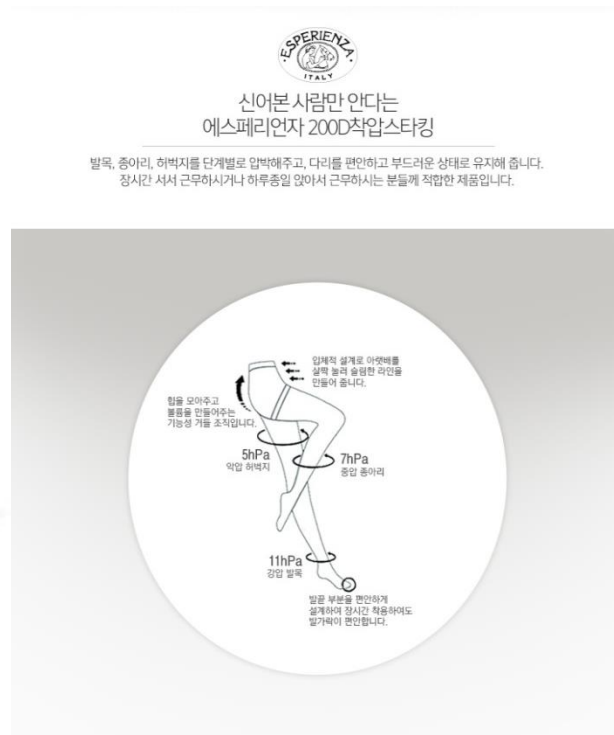 ESPERIENZA
ITALY
신어본 사람만 안다는
에스페리언자 200D착압스타킹
발목, 종아리, 허벅지를 단계별로 압박해주고, 다리를 편안하고 부드러운 상태로 유지해 줍니다.
장시간 서서 근무하시거나 하루종일 앉아서 근무하시는 분들께 적합한 제품입니다.
입체적 설계로 아랫배를
살짝 눌러 슬림한 라인을
만들어 줍니다.
힙을 모아주고
볼륨을 만들어주는
기능성 거들 조직입니다.
5hPa
악압 허벅지
7hPa
중압 종아리
11hPa
강압 발목
발끝 부분을 편안하게
설계하여 장시간 착용하여도
발가락이 편안합니다.